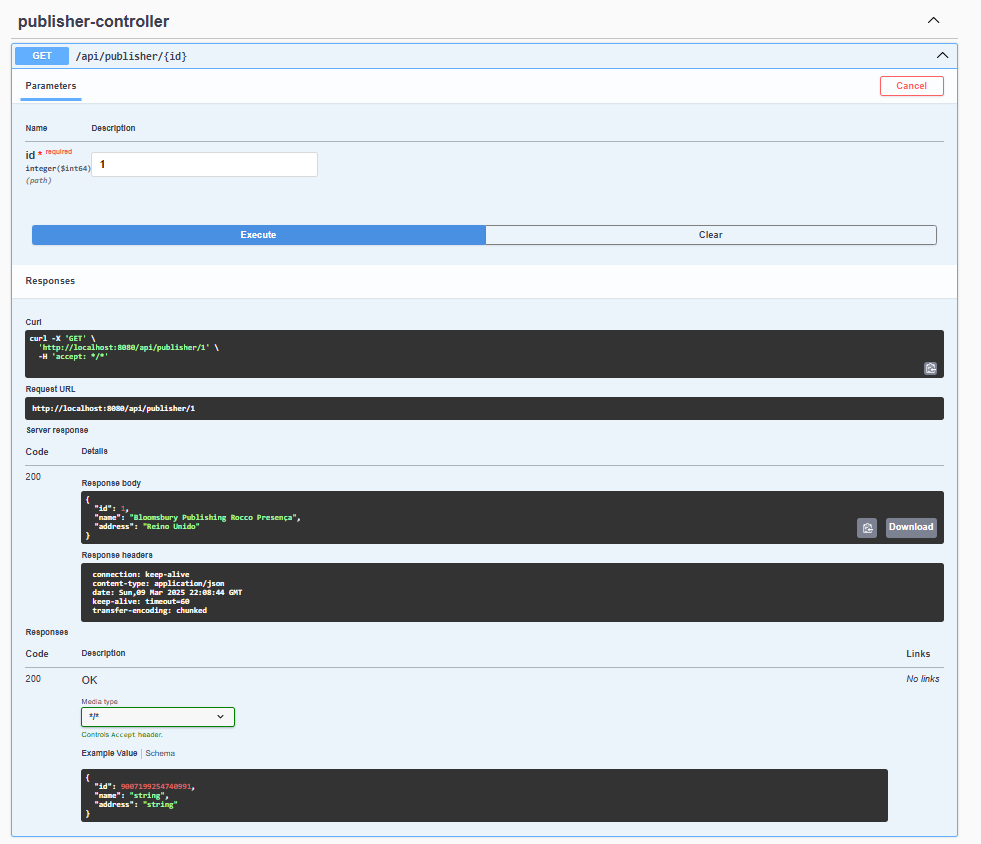 publisher-controller
GET /api/publisher/{id}
Parameters Cancel
Name Description
id * required 1
integer($int64)
(path)
Execute Clear
Responses
Curl
curl -X 'GET' \
'http://localhost:8080/api/publisher/1' \
-H 'accept: */*'
Request URL
http://localhost:8080/api/publisher/1
Server response
Code Details
200
Response body
{
"id": 1,
"name": "Bloomsbury Publishing Rocco Presença",
"address": "Reino Unido"
}
Download
Response headers
connection: keep-alive
content-type: application/json
date: Sun,09 Mar 2025 22:08:44 GMT
keep-alive: timeout=60
transfer-encoding: chunked
Responses
Code Description Links
200 OK No links
Media type
*/*
Controls Accept header.
Example Value Schema
{
"id": 9007199254740991,
"name": "string",
"address": "string"
}